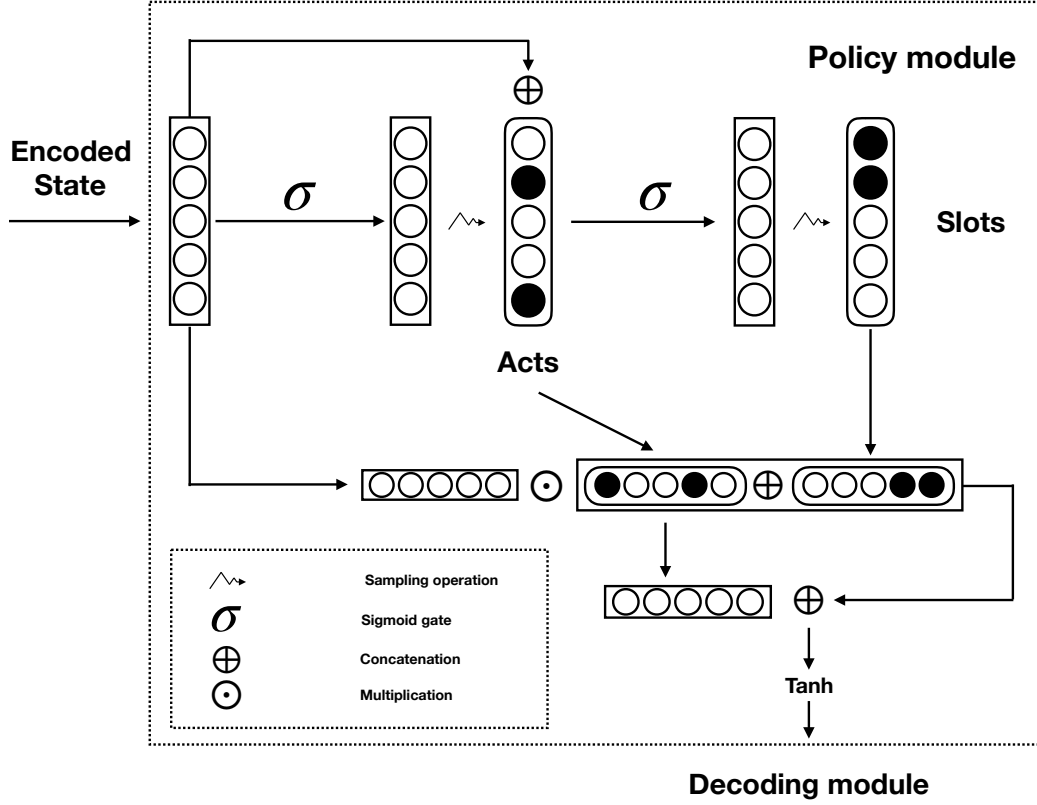 Policy module
Encoded
State
σ
σ
Slots
Acts
Sampling operation
σ
Sigmoid gate
Concatenation
Multiplication
Tanh
Decoding module